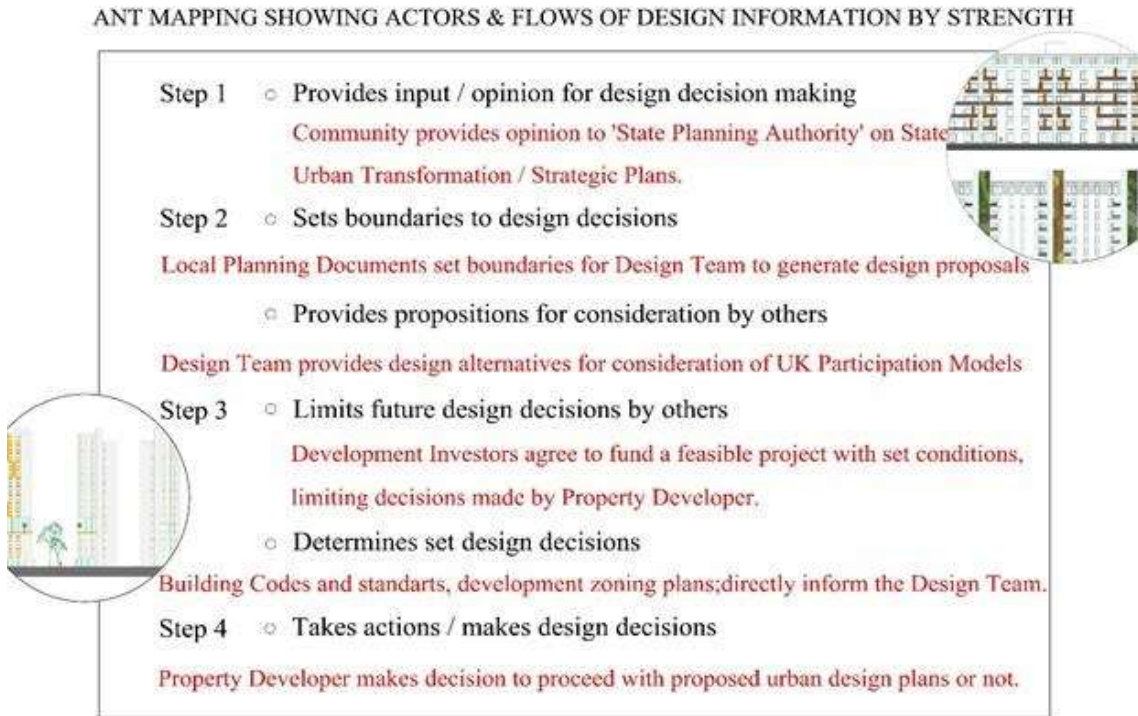 ANT MAPPING SHOWING ACTORS & FLOWS OF DESIGN INFORMATION BY STRENGTH
Step 1 ○ Provides input / opinion for design decision making
Community provides opinion to 'State Planning Authority' on State
Urban Transformation / Strategic Plans.
Step 2 ○ Sets boundaries to design decisions
Local Planning Documents set boundaries for Design Team to generate design proposals
○ Provides propositions for consideration by others
Design Team provides design alternatives for consideration of UK Participation Models
Step 3 ○ Limits future design decisions by others
Development Investors agree to fund a feasible project with set conditions,
limiting decisions made by Property Developer.
○ Determines set design decisions
Building Codes and standarts, development zoning plans;directly inform the Design Team.
Step 4 ○ Takes actions / makes design decisions
Property Developer makes decision to proceed with proposed urban design plans or not.